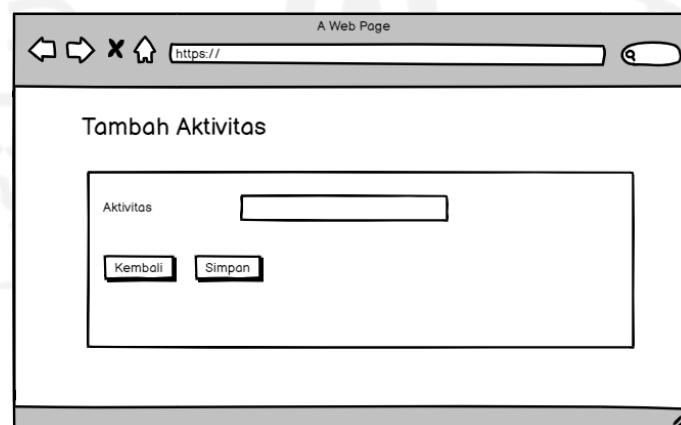 A Web Page
https://
Tambah Aktivitas
Aktivitas
Kembali Simpan